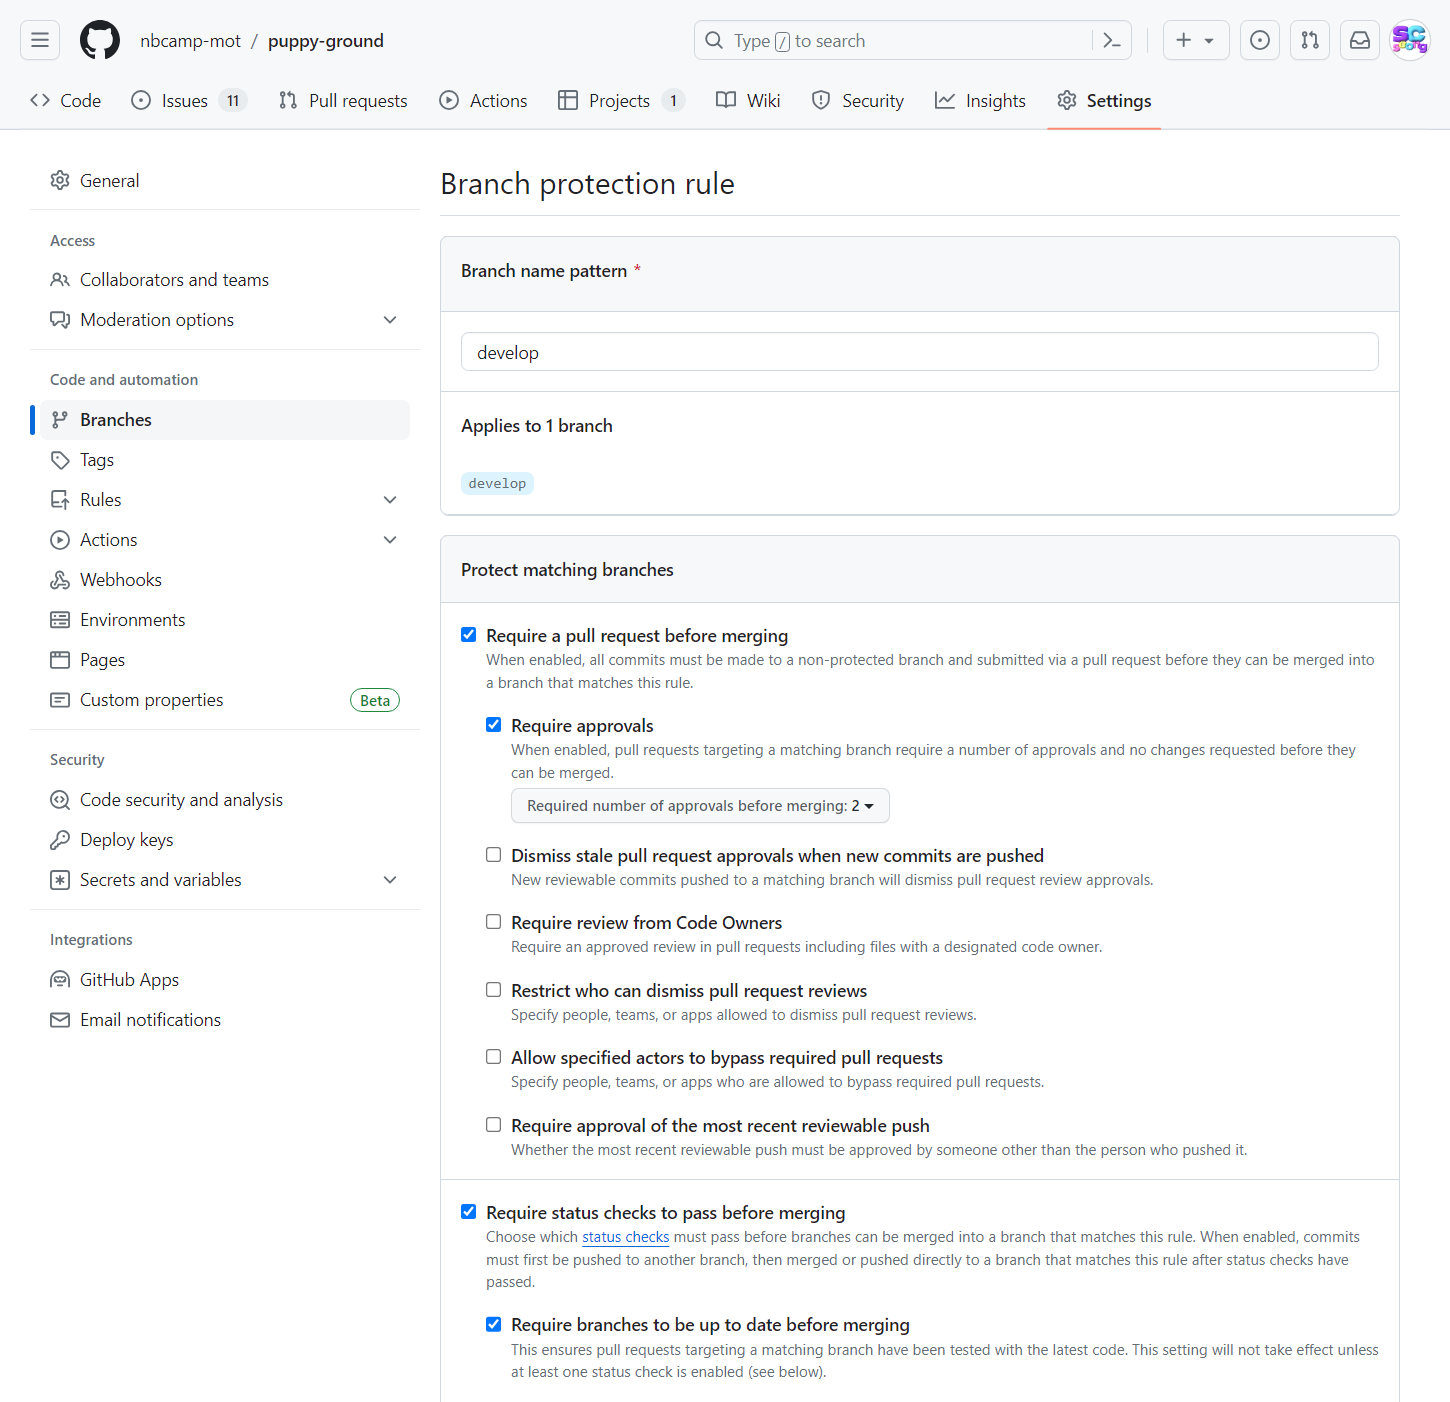 nbcamp-mot / puppy-ground
Type / to search
Code
Issues 11
Pull requests
Actions
Projects 1
Wiki
Security
Insights
Settings
General
Access
Collaborators and teams
Moderation options
Code and automation
Branches
Tags
Rules
Actions
Webhooks
Environments
Pages
Custom properties Beta
Security
Code security and analysis
Deploy keys
Secrets and variables
Integrations
GitHub Apps
Email notifications
Branch protection rule
Branch name pattern *
develop
Applies to 1 branch
develop
Protect matching branches
Require a pull request before merging
When enabled, all commits must be made to a non-protected branch and submitted via a pull request before they can be merged into
a branch that matches this rule.
Require approvals
When enabled, pull requests targeting a matching branch require a number of approvals and no changes requested before they
can be merged.
Required number of approvals before merging: 2
Dismiss stale pull request approvals when new commits are pushed
New reviewable commits pushed to a matching branch will dismiss pull request review approvals.
Require review from Code Owners
Require an approved review in pull requests including files with a designated code owner.
Restrict who can dismiss pull request reviews
Specify people, teams, or apps allowed to dismiss pull request reviews.
Allow specified actors to bypass required pull requests
Specify people, teams, or apps who are allowed to bypass required pull requests.
Require approval of the most recent reviewable push
Whether the most recent reviewable push must be approved by someone other than the person who pushed it.
Require status checks to pass before merging
Choose which status checks must pass before branches can be merged into a branch that matches this rule. When enabled, commits
must first be pushed to another branch, then merged or pushed directly to a branch that matches this rule after status checks have
passed.
Require branches to be up to date before merging
This ensures pull requests targeting a matching branch have been tested with the latest code. This setting will not take effect unless
at least one status check is enabled (see below).